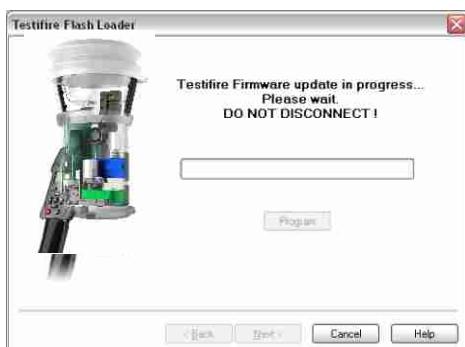 Testifire Flash Loader
Testifire Firmware update in progress...
Please wait.
DO NOT DISCONNECT !
Program
< Back
Next >
Cancel
Help